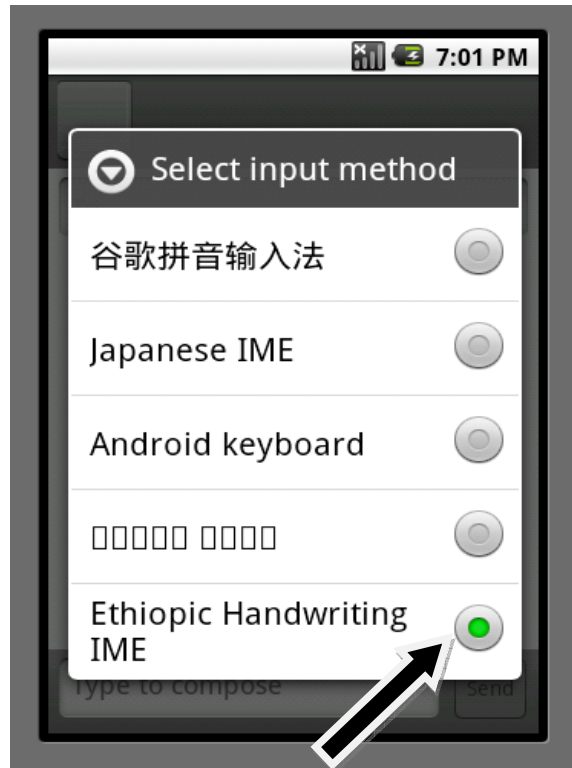 7:01 PM
Select input method
谷歌拼音输入法
Japanese IME
Android keyboard
Ethiopic Handwriting
IME
Type to compose
Send